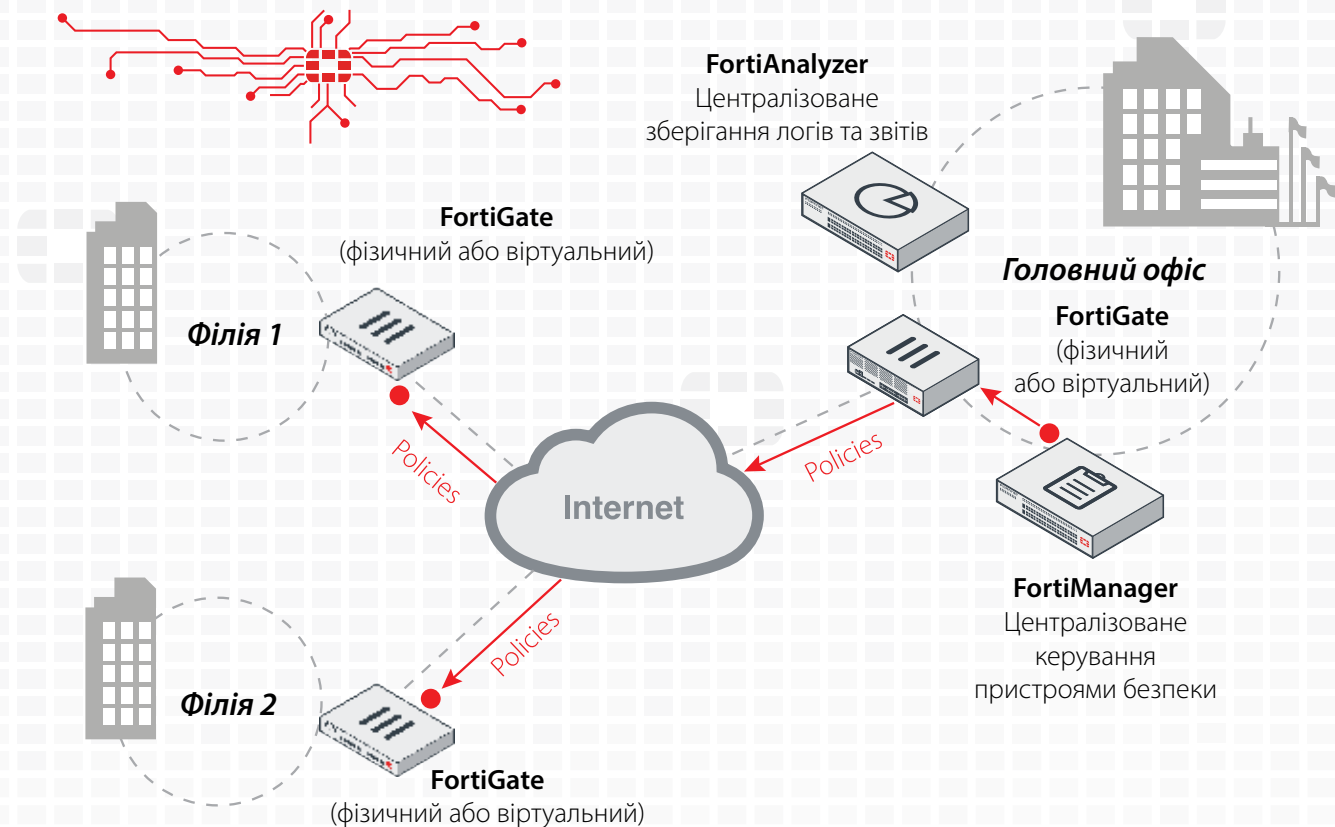 FortiAnalyzer
Централізоване
зберігання логів та звітів
FortiGate
(фізичний або віртуальний)
Філія 1
Головний офіс
FortiGate
(фізичний
або віртуальний)
Policies
Policies
Internet
FortiManager
Централізоване
керування
пристроями безпеки
Policies
Філія 2
FortiGate
(фізичний або віртуальний)